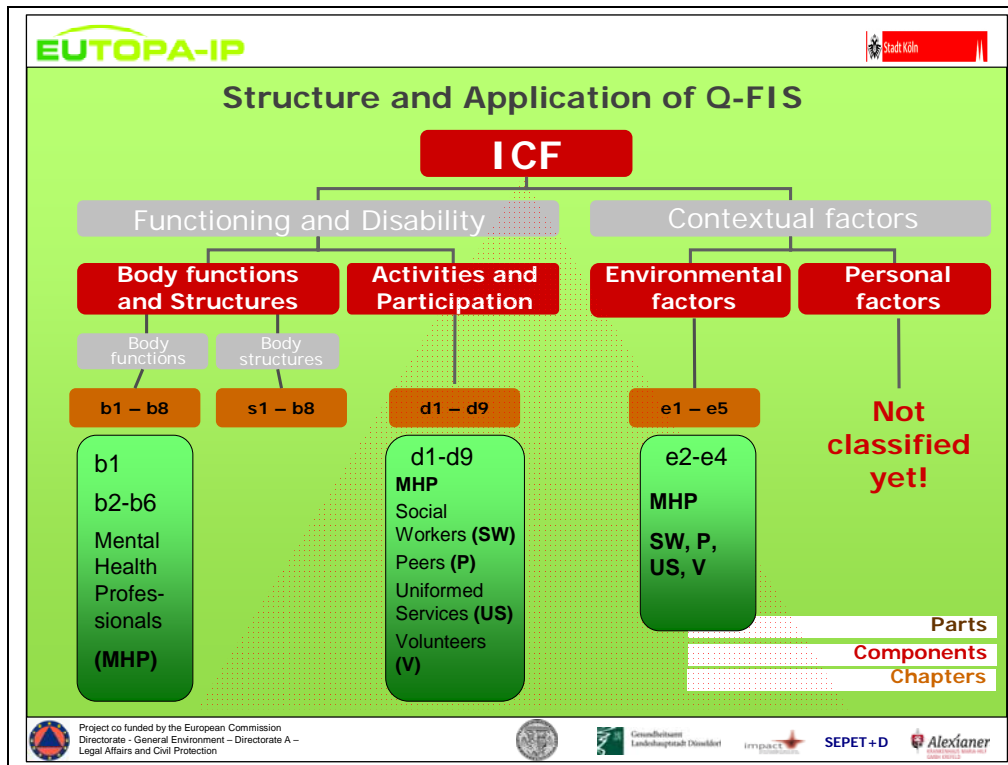 EUTOPA-IP
Stadt Köln
Structure and Application of Q-FIS
ICF
Functioning and Disability
Contextual factors
Body functions
and Structures
Activities and
Participation
Environmental
factors
Personal
factors
Body
functions
Body
structures
b1 – b8
s1 – b8
d1 – d9
e1 – e5
Not
classified
yet!
b1
b2-b6
Mental
Health
Profes-
sionals
(MHP)
d1-d9
MHP
Social
Workers (SW)
Peers (P)
Uniformed
Services (US)
Volunteers
(V)
e2-e4
MHP
SW, P,
US, V
Parts
Components
Chapters
Project co funded by the European Commission
Directorate - General Environment – Directorate A –
Legal Affairs and Civil Protection
Gesundheitsamt
Landeshauptstadt Düsseldorf
impact
SEPET+D
Alexianer